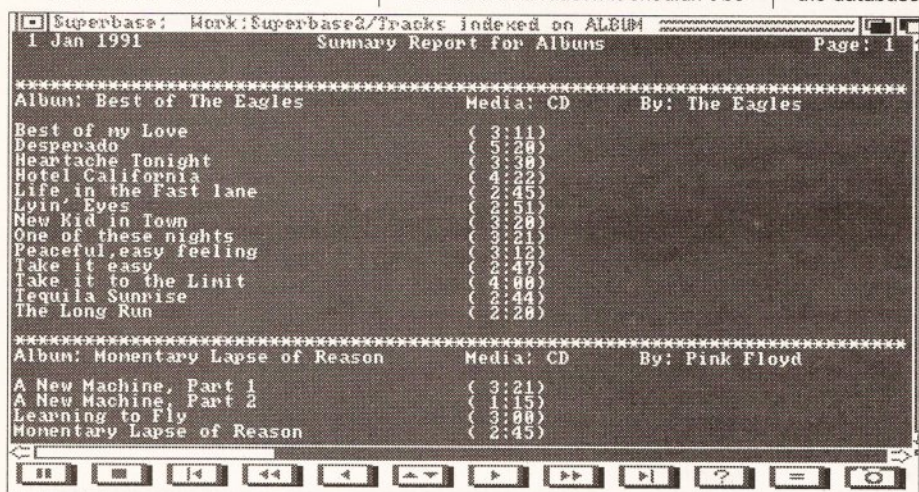 the database
Superbase: Work:Superbase2/Tracks indexed on ALBUM
1 Jan 1991 Summary Report for Albums Page: 1
************************************************************************
Album: Best of The Eagles Media: CD By: The Eagles
Best of my Love ( 3:11)
Desperado ( 5:20)
Heartache Tonight ( 3:30)
Hotel California ( 4:22)
Life in the Fast lane ( 2:45)
Lyin' Eyes ( 2:51)
New Kid in Town ( 3:20)
One of these nights ( 3:21)
Peaceful,easy feeling ( 3:12)
Take it easy ( 2:47)
Take it to the Limit ( 4:00)
Tequila Sunrise ( 2:44)
The Long Run ( 2:20)
************************************************************************
Album: Momentary Lapse of Reason Media: CD By: Pink Floyd
A New Machine, Part 1 ( 3:21)
A New Machine, Part 2 ( 1:15)
Learning to Fly ( 3:00)
Momentary Lapse of Reason ( 2:45)
? =